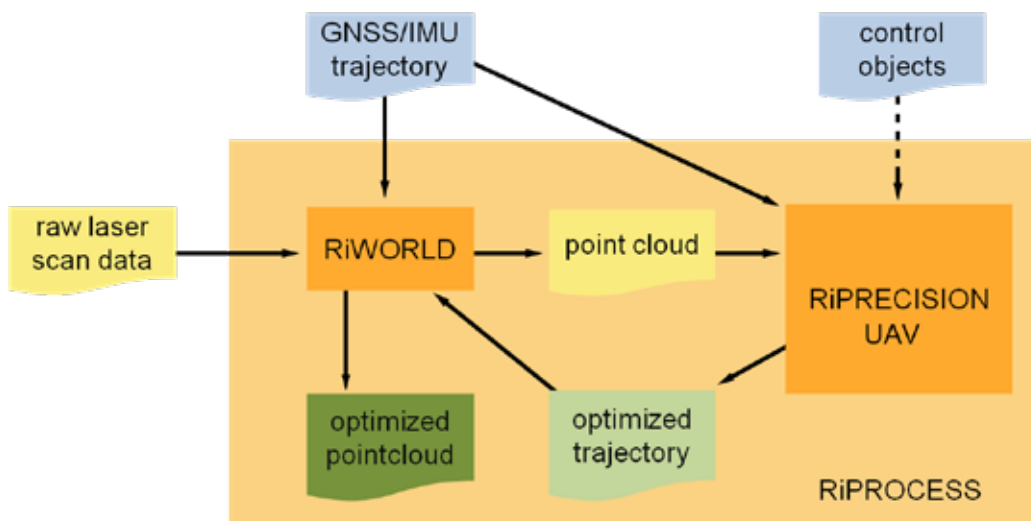 GNSS/IMU
trajectory
control
objects
raw laser
scan data
RiWORLD
point cloud
RiPRECISION
UAV
optimized
pointcloud
optimized
trajectory
RiPROCESS